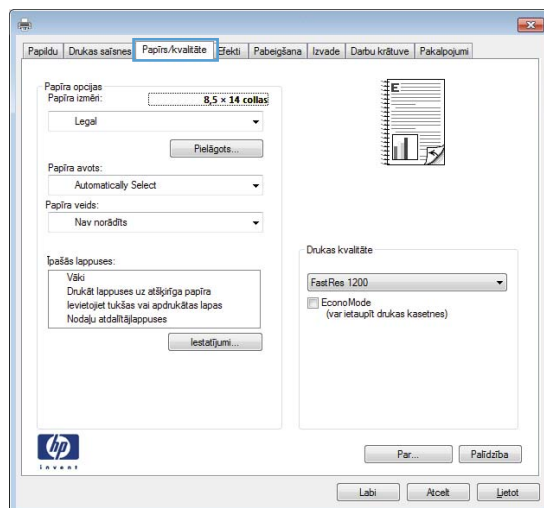 Papildu Drukas saīsnes Papīrs/kvalitāte Efekti Pabeigšana Izvade Darbu krātuve Pakalpojumi
Papīra opcijas
Papīra izmēri: 8,5 × 14 collas
Legal
Pielāgots...
Papīra avots:
Automatically Select
Papīra veids:
Nav norādīts
Īpašās lappuses:
Vāki
Drukāt lappuses uz atšķirīga papīra
Ievietojiet tukšas vai apdrukātas lapas
Nodaļu atdalītājlappuses
Iestatījumi...
E
Drukas kvalitāte
FastRes 1200
EconoMode
(var ietaupīt drukas kasetnes)
hp
invent
Par... Palīdzība
Labi Atcelt Lietot